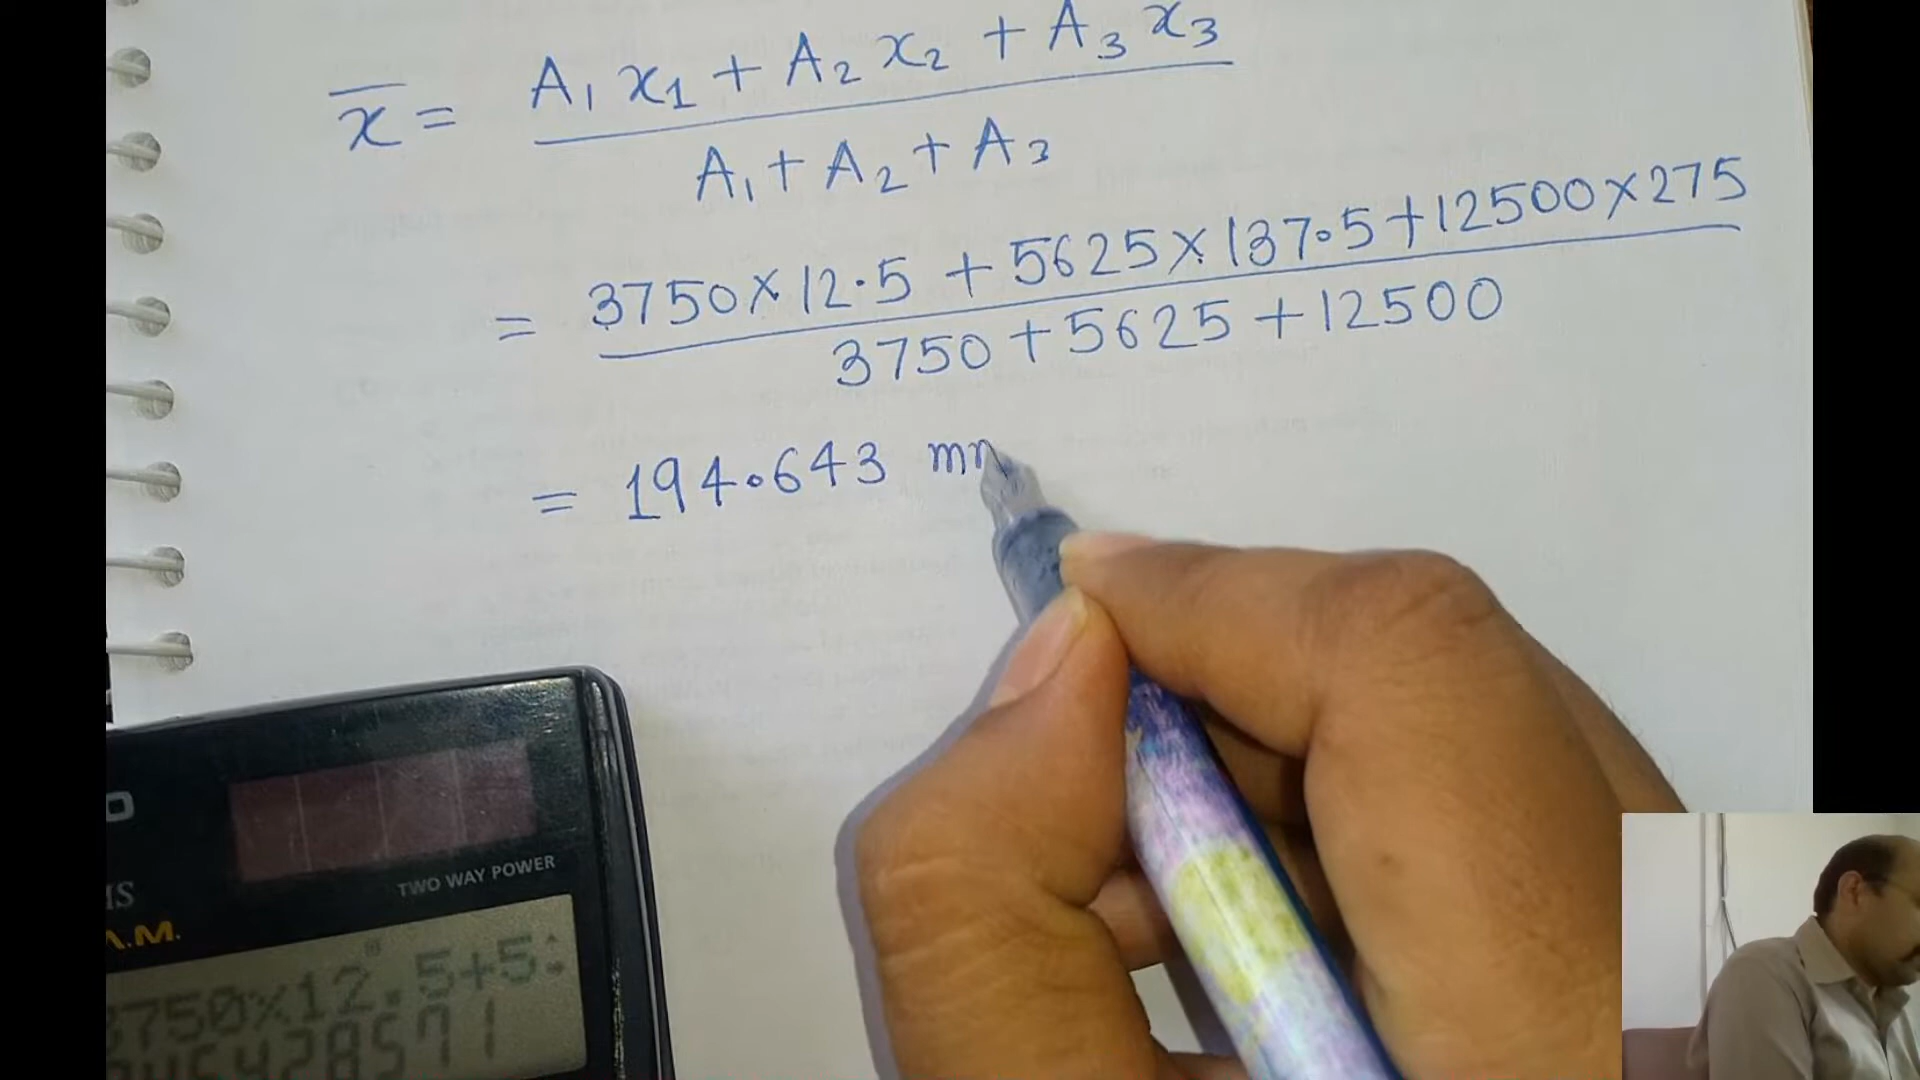 x̄ = (A₁x₁ + A₂x₂ + A₃x₃) / (A₁ + A₂ + A₃)
= (3750 × 12.5 + 5625 × 137.5 + 12500 × 275) / (3750 + 5625 + 12500)
= 194.643 mm
TWO WAY POWER
3750×12.5+5